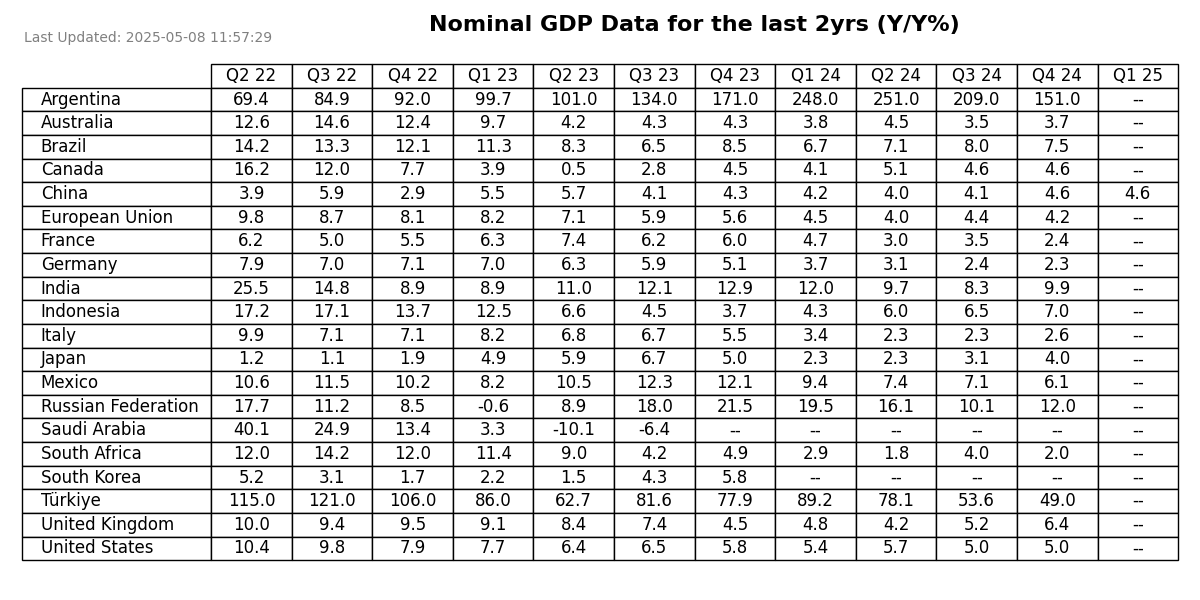 Nominal GDP Data for the last 2yrs (Y/Y%)
Last Updated: 2025-05-08 11:57:29
Q2 22 Q3 22 Q4 22 Q1 23 Q2 23 Q3 23 Q4 23 Q1 24 Q2 24 Q3 24 Q4 24 Q1 25
Argentina 69.4 84.9 92.0 99.7 101.0 134.0 171.0 248.0 251.0 209.0 151.0 --
Australia 12.6 14.6 12.4 9.7 4.2 4.3 4.3 3.8 4.5 3.5 3.7 --
Brazil 14.2 13.3 12.1 11.3 8.3 6.5 8.5 6.7 7.1 8.0 7.5 --
Canada 16.2 12.0 7.7 3.9 0.5 2.8 4.5 4.1 5.1 4.6 4.6 --
China 3.9 5.9 2.9 5.5 5.7 4.1 4.3 4.2 4.0 4.1 4.6 4.6
European Union 9.8 8.7 8.1 8.2 7.1 5.9 5.6 4.5 4.0 4.4 4.2 --
France 6.2 5.0 5.5 6.3 7.4 6.2 6.0 4.7 3.0 3.5 2.4 --
Germany 7.9 7.0 7.1 7.0 6.3 5.9 5.1 3.7 3.1 2.4 2.3 --
India 25.5 14.8 8.9 8.9 11.0 12.1 12.9 12.0 9.7 8.3 9.9 --
Indonesia 17.2 17.1 13.7 12.5 6.6 4.5 3.7 4.3 6.0 6.5 7.0 --
Italy 9.9 7.1 7.1 8.2 6.8 6.7 5.5 3.4 2.3 2.3 2.6 --
Japan 1.2 1.1 1.9 4.9 5.9 6.7 5.0 2.3 2.3 3.1 4.0 --
Mexico 10.6 11.5 10.2 8.2 10.5 12.3 12.1 9.4 7.4 7.1 6.1 --
Russian Federation 17.7 11.2 8.5 -0.6 8.9 18.0 21.5 19.5 16.1 10.1 12.0 --
Saudi Arabia 40.1 24.9 13.4 3.3 -10.1 -6.4 -- -- -- -- -- --
South Africa 12.0 14.2 12.0 11.4 9.0 4.2 4.9 2.9 1.8 4.0 2.0 --
South Korea 5.2 3.1 1.7 2.2 1.5 4.3 5.8 -- -- -- -- --
Türkiye 115.0 121.0 106.0 86.0 62.7 81.6 77.9 89.2 78.1 53.6 49.0 --
United Kingdom 10.0 9.4 9.5 9.1 8.4 7.4 4.5 4.8 4.2 5.2 6.4 --
United States 10.4 9.8 7.9 7.7 6.4 6.5 5.8 5.4 5.7 5.0 5.0 --